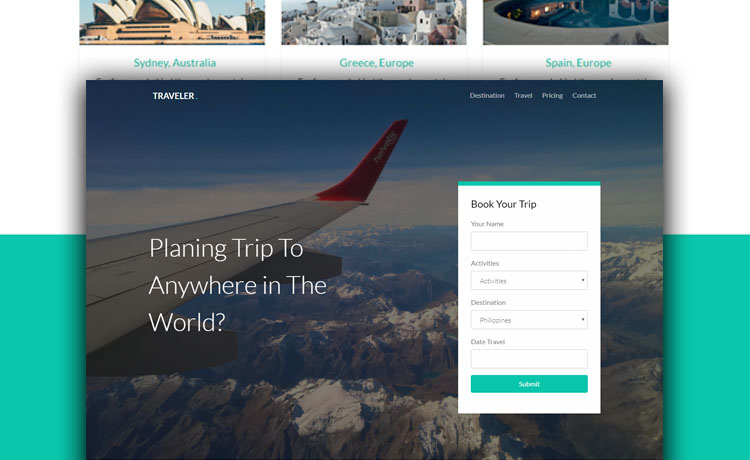 Sydney, Australia
Greece, Europe
Spain, Europe
TRAVELER.
Destination Travel Pricing Contact
helvetic
Planing Trip To
Anywhere in The
World?
Book Your Trip
Your Name
Activities
Activities
Destination
Philippines
Date Travel
Submit